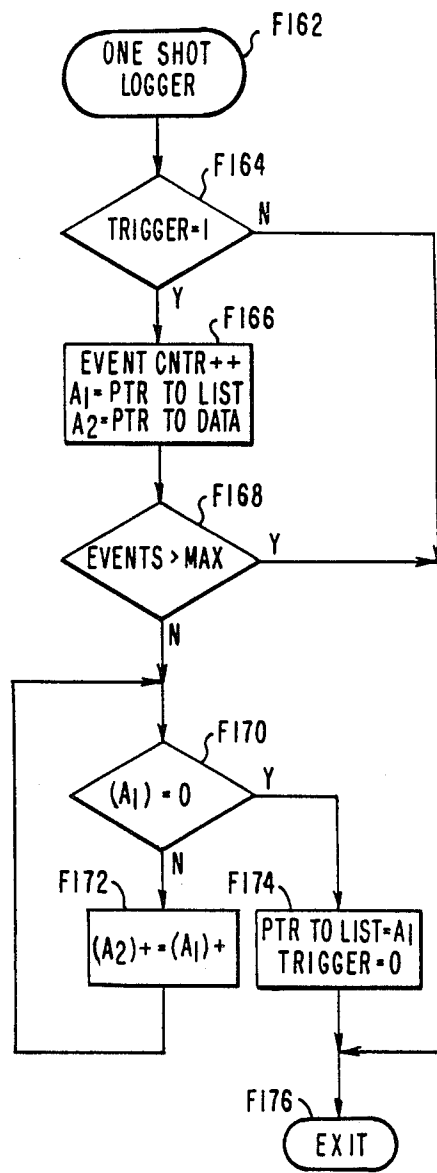 F162
ONE SHOT
LOGGER
F164
TRIGGER=1
N
Y
F166
EVENT CNTR++
A1=PTR TO LIST
A2=PTR TO DATA
F168
EVENTS>MAX
Y
N
F170
(A1)=0
Y
N
F172
(A2)+=(A1)+
F174
PTR TO LIST=A1
TRIGGER=0
F176
EXIT